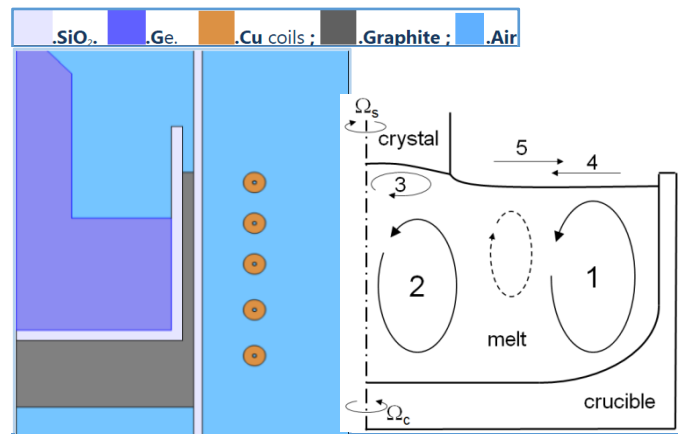 .SiO₂. .Ge. .Cu coils ; .Graphite ; .Air
Ωs
crystal
5
4
3
2
1
melt
crucible
Ωc